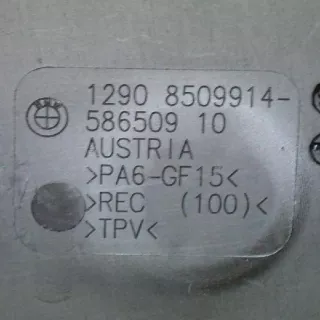 1290 8509914-
586509 10
AUSTRIA
>PA6-GF15<
>REC (100)<
>TPV<